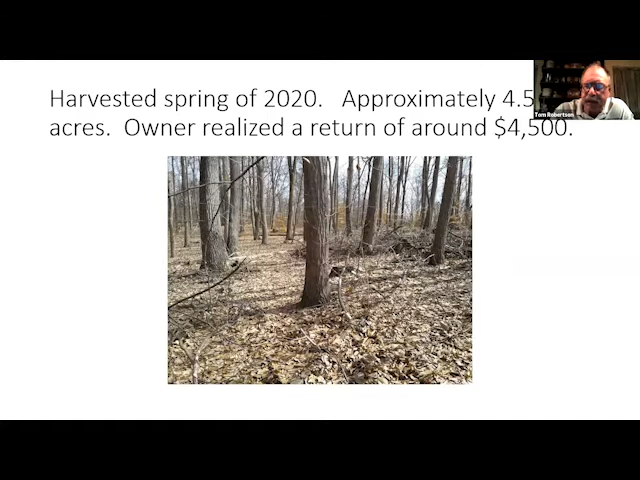 Harvested spring of 2020. Approximately 4.5
acres. Owner realized a return of around $4,500.
Tom Robertson